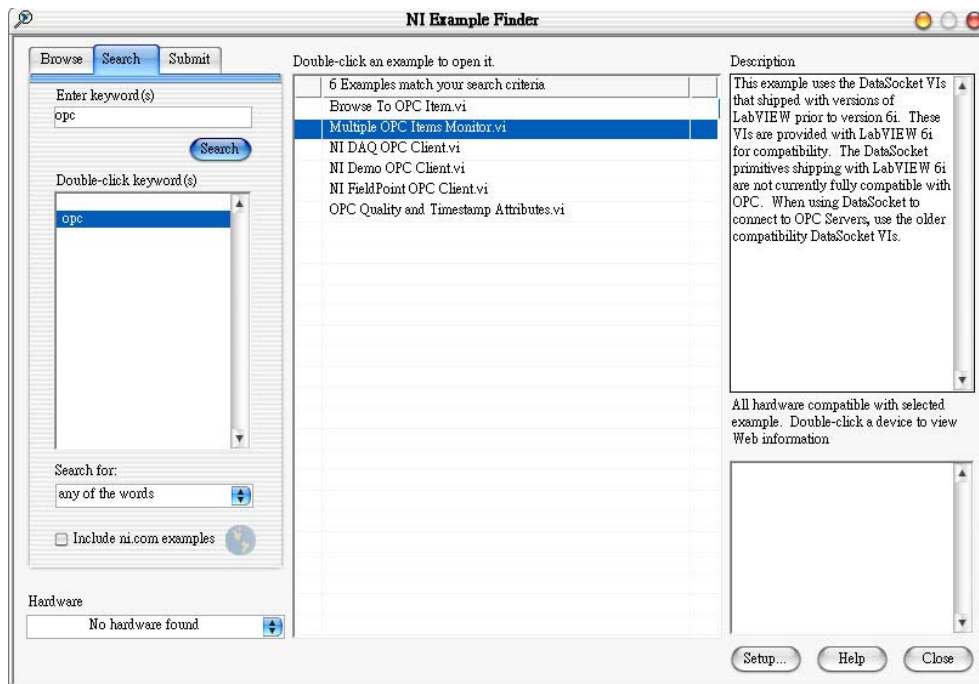 NI Example Finder
Browse
Search
Submit
Enter keyword(s)
opc
Search
Double-click keyword(s)
opc
Search for:
any of the words
Include ni.com examples
Hardware
No hardware found
Double-click an example to open it.
6 Examples match your search criteria
Browse To OPC Item.vi
Multiple OPC Items Monitor.vi
NI DAQ OPC Client.vi
NI Demo OPC Client.vi
NI FieldPoint OPC Client.vi
OPC Quality and Timestamp Attributes.vi
Description
This example uses the DataSocket VIs
that shipped with versions of
LabVIEW prior to version 6i. These
VIs are provided with LabVIEW 6i
for compatibility. The DataSocket
primitives shipping with LabVIEW 6i
are not currently fully compatible with
OPC. When using DataSocket to
connect to OPC Servers, use the older
compatibility DataSocket VIs.
All hardware compatible with selected
example. Double-click a device to view
Web information
Setup...
Help
Close